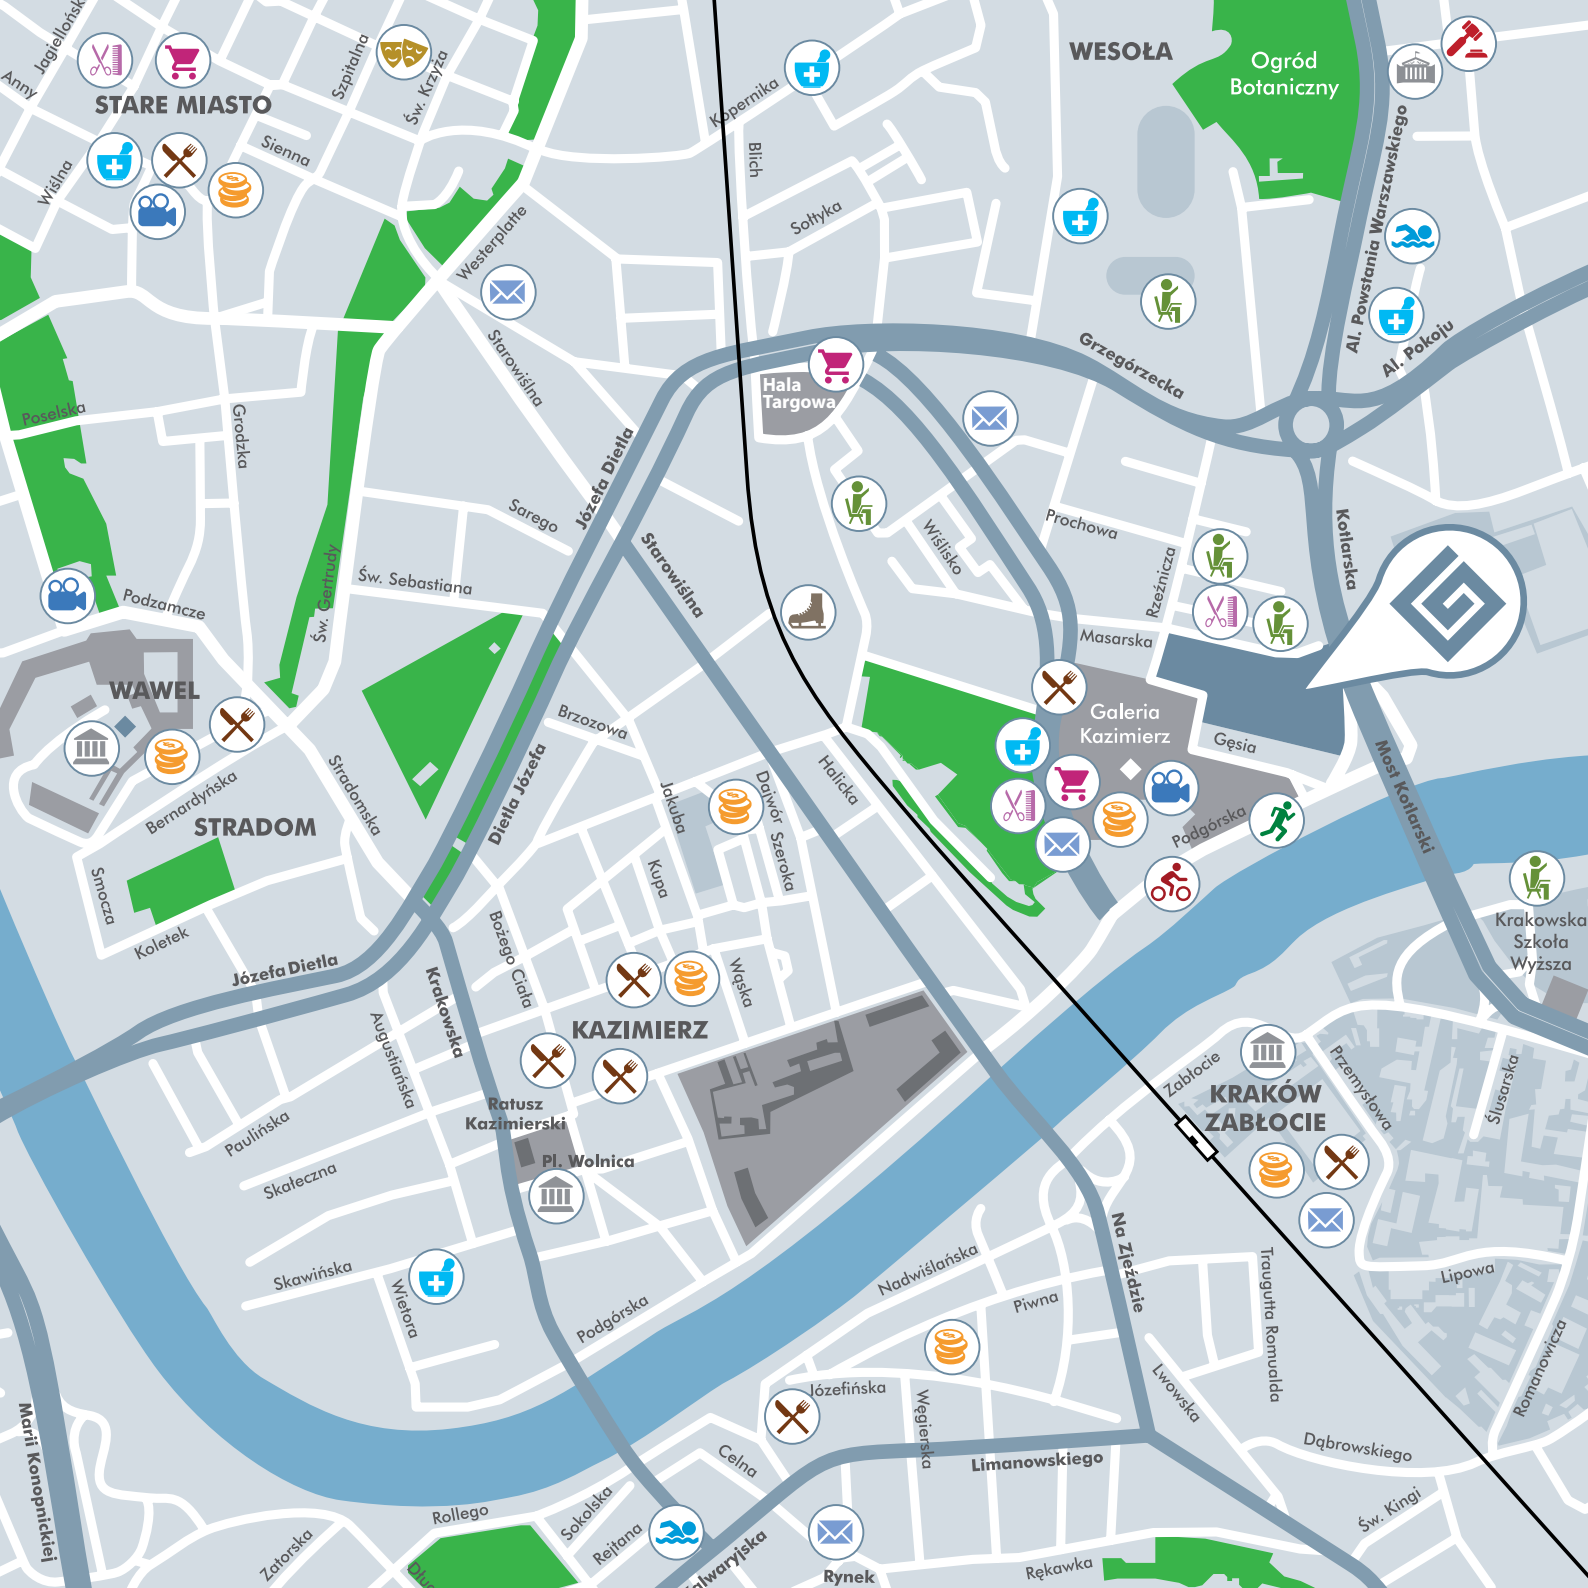 Jagiellońsk
Anny
STARE MIASTO
Szpitalna
Św. Krzyża
Wiślna
Sienna
Kopernika
Blich
Sołtyka
WESOŁA
Ogród
Botaniczny
Al. Powstania Warszawskiego
Al. Pokoju
Westerplatte
Starowiślna
Poselska
Grodzka
Józefa Dietla
Hala
Targowa
Grzegórzecka
Sarego
Św. Sebastiana
Św. Gertrudy
Podzamcze
Starowiślna
Wiślisko
Prochowa
Rzeźnicza
Masarska
Kotlarska
WAWEL
Bernardyńska
STRADOM
Stradomska
Brzozowa
Dietla Józefa
Jakuba
Dajwór
Szeroka
Halicka
Galeria
Kazimierz
Gęsia
Podgórska
Most Kotlarski
Smocza
Koletek
Józefa Dietla
Krakowska
Bożego Ciała
Kupa
Wąska
KAZIMIERZ
Augustiańska
Ratusz
Kazimierski
Pl. Wolnica
Paulińska
Skałeczna
Skawińska
Wietora
Podgórska
Krakowska
Szkoła
Wyższa
Zabłocie
KRAKÓW
ZABŁOCIE
Przemysłowa
Ślusarska
Lipowa
Romanowicza
Na Zjeździe
Nadwiślańska
Piwna
Traugutta Romualda
Lwowska
Józefińska
Węgierska
Limanowskiego
Dąbrowskiego
Św. Kingi
Celna
Rollego
Sokolska
Rejtana
Zatorska
Marii Konopnickiej
Rynek
Rękawka